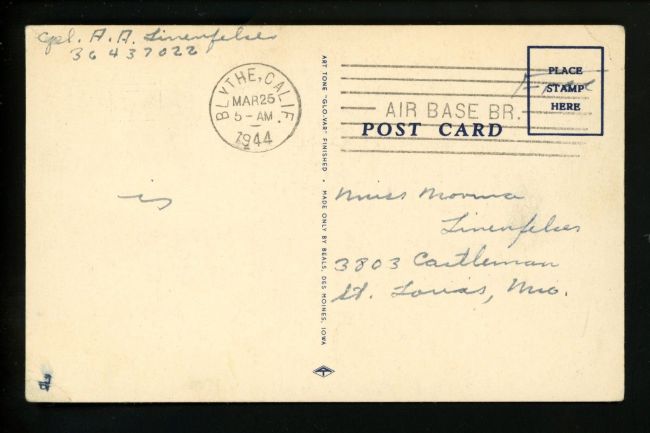 Cpl. A. A. Linenfelser
36437022
BLYTHE, CALIF.
MAR 25
5 - AM
1944
AIR BASE BR.
PLACE
STAMP
HERE
Free
POST CARD
ART TONE "GLO-VAR" FINISHED • MADE ONLY BY BEALS, DES MOINES, IOWA
is
Miss Norma
Linenfelser
3803 Castleman
St. Louis, Mo.